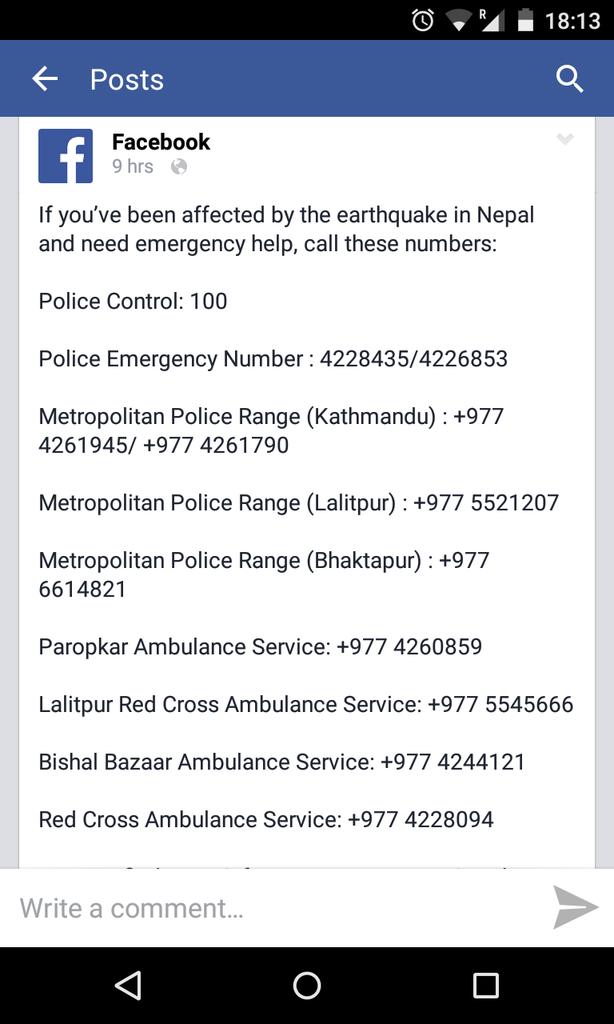 R 18:13
Posts
f
Facebook
9 hrs
If you’ve been affected by the earthquake in Nepal
and need emergency help, call these numbers:
Police Control: 100
Police Emergency Number : 4228435/4226853
Metropolitan Police Range (Kathmandu) : +977
4261945/ +977 4261790
Metropolitan Police Range (Lalitpur) : +977 5521207
Metropolitan Police Range (Bhaktapur) : +977
6614821
Paropkar Ambulance Service: +977 4260859
Lalitpur Red Cross Ambulance Service: +977 5545666
Bishal Bazaar Ambulance Service: +977 4244121
Red Cross Ambulance Service: +977 4228094
Write a comment...